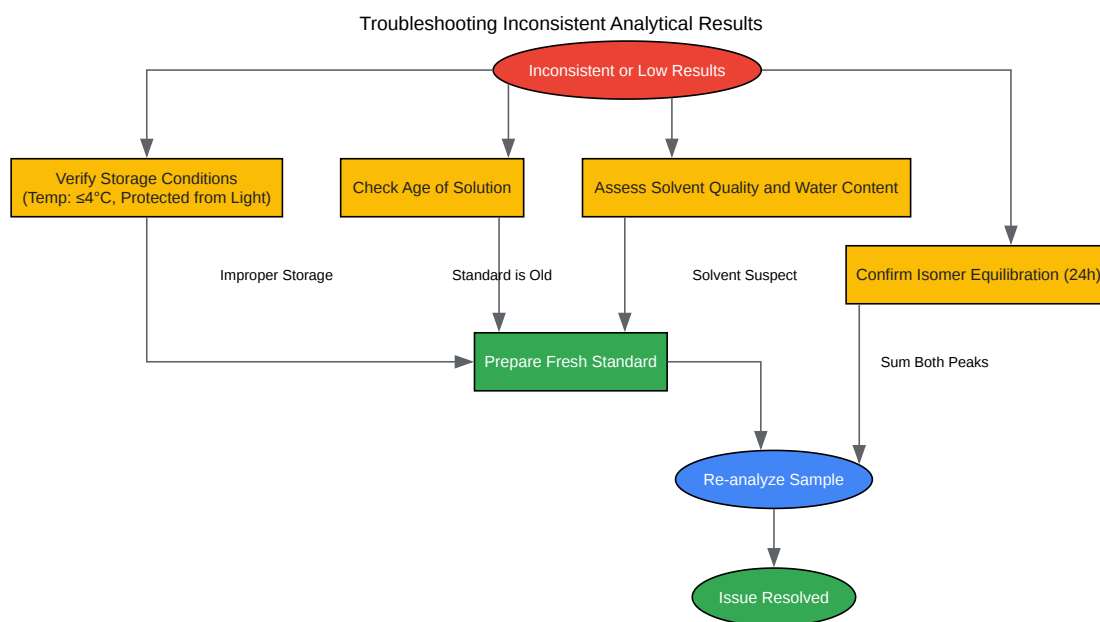 Troubleshooting Inconsistent Analytical Results
Inconsistent or Low Results
Verify Storage Conditions
(Temp: ≤4°C, Protected from Light)
Check Age of Solution
Assess Solvent Quality and Water Content
Confirm Isomer Equilibration (24h)
Improper Storage
Standard is Old
Solvent Suspect
Prepare Fresh Standard
Sum Both Peaks
Re-analyze Sample
Issue Resolved